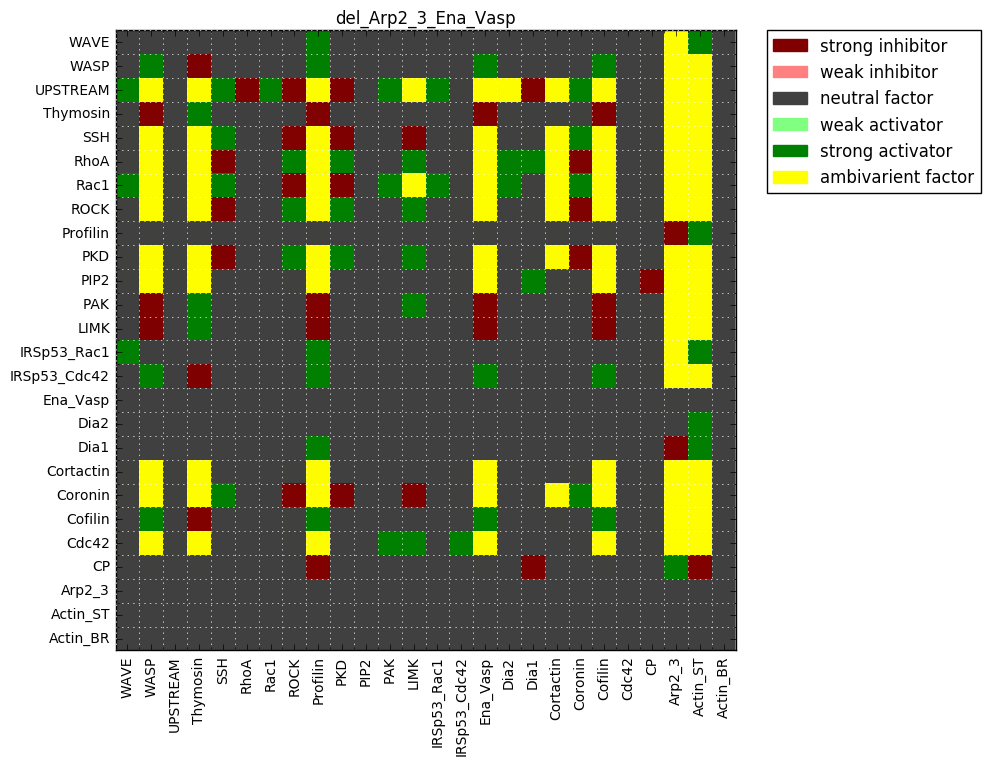 del_Arp2_3_Ena_Vasp
WAVE
WASP
UPSTREAM
Thymosin
SSH
RhoA
Rac1
ROCK
Profilin
PKD
PIP2
PAK
LIMK
IRSp53_Rac1
IRSp53_Cdc42
Ena_Vasp
Dia2
Dia1
Cortactin
Coronin
Cofilin
Cdc42
CP
Arp2_3
Actin_ST
Actin_BR
WAVE
WASP
UPSTREAM
Thymosin
SSH
RhoA
Rac1
ROCK
Profilin
PKD
PIP2
PAK
LIMK
IRSp53_Rac1
IRSp53_Cdc42
Ena_Vasp
Dia2
Dia1
Cortactin
Coronin
Cofilin
Cdc42
CP
Arp2_3
Actin_ST
Actin_BR
strong inhibitor
weak inhibitor
neutral factor
weak activator
strong activator
ambivarient factor